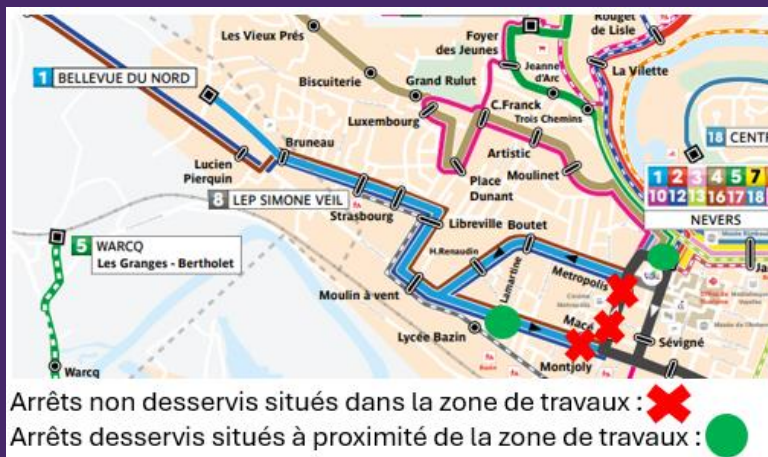 Les Vieux Prés
Foyer
des Jeunes
Rouget
de Lisle
Jeanne
d'Arc
La Vilette
1 BELLEVUE DU NORD
Biscuiterie
Grand Rulut
C.Franck
Trois Chemins
Luxembourg
Bruneau
Artistic
18 CENT
Lucien
Pierquin
Moulinet
Place
Dunant
1 2 3 4 5 7
10 12 13 16 17 18
8 LEP SIMONE VEIL
Strasbourg
NEVERS
5 WARCQ
Les Granges - Bertholet
Libreville
Boutet
H.Renaudin
Lamartine
Metropolis
Moulin à vent
Macé
Lycée Bazin
Sévigné
Montjoly
Warcq
Arrêts non desservis situés dans la zone de travaux :
Arrêts desservis situés à proximité de la zone de travaux :